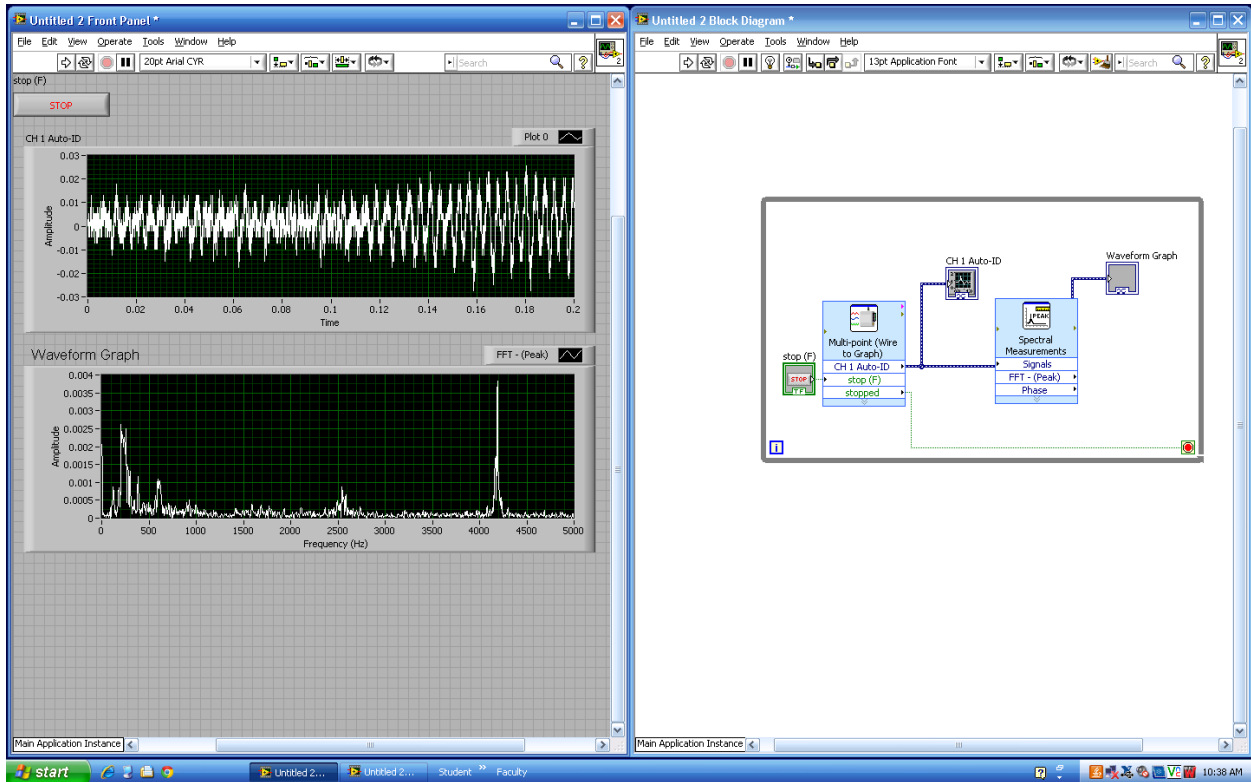 Untitled 2 Front Panel *
File Edit View Operate Tools Window Help
20pt Arial CYR
Search
2
stop (F)
STOP
CH 1 Auto-ID
Plot 0
0.03
0.02
0.01
0
-0.01
-0.02
-0.03
Amplitude
0 0.02 0.04 0.06 0.08 0.1 0.12 0.14 0.16 0.18 0.2
Time
Waveform Graph
FFT - (Peak)
0.004
0.0035
0.003
0.0025
0.002
0.0015
0.001
0.0005
0
Amplitude
0 500 1000 1500 2000 2500 3000 3500 4000 4500 5000
Frequency (Hz)
Main Application Instance
Untitled 2 Block Diagram *
File Edit View Operate Tools Window Help
13pt Application Font
Search
2
CH 1 Auto-ID
Waveform Graph
Multi-point (Wire
to Graph)
CH 1 Auto-ID
stop (F)
stopped
stop (F)
STOP
TF
PEAK
Spectral
Measurements
Signals
FFT - (Peak)
Phase
i
Main Application Instance
start
Untitled 2...
Untitled 2...
Student
Faculty
10:38 AM